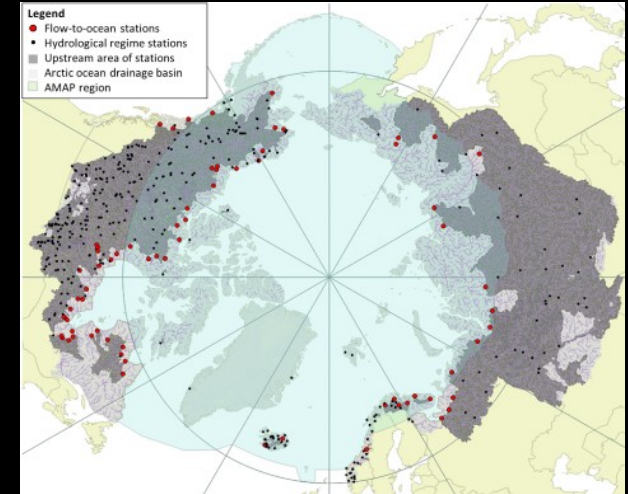 Legend
Flow-to-ocean stations
Hydrological regime stations
Upstream area of stations
Arctic ocean drainage basin
AMAP region